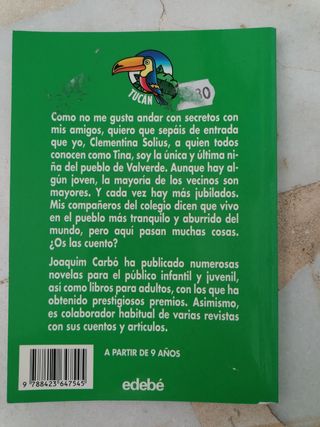 TUCÁN
30
Como no me gusta andar con secretos con
mis amigos, quiero que sepáis de entrada
que yo, Clementina Solius, a quien todos
conocen como Tina, soy la única y última ni-
ña del pueblo de Valverde. Aunque hay al-
gún joven, la mayoría de los vecinos son
mayores. Y cada vez hay más jubilados.
Mis compañeros del colegio dicen que vivo
en el pueblo más tranquilo y aburrido del
mundo, pero aquí pasan muchas cosas.
¿Os las cuento?
Joaquim Carbó ha publicado numerosas
novelas para el público infantil y juvenil,
así como libros para adultos, con los que ha
obtenido prestigiosos premios. Asimismo,
es colaborador habitual de varias revistas
con sus cuentos y artículos.
A PARTIR DE 9 AÑOS
9 788423 647545
edebé